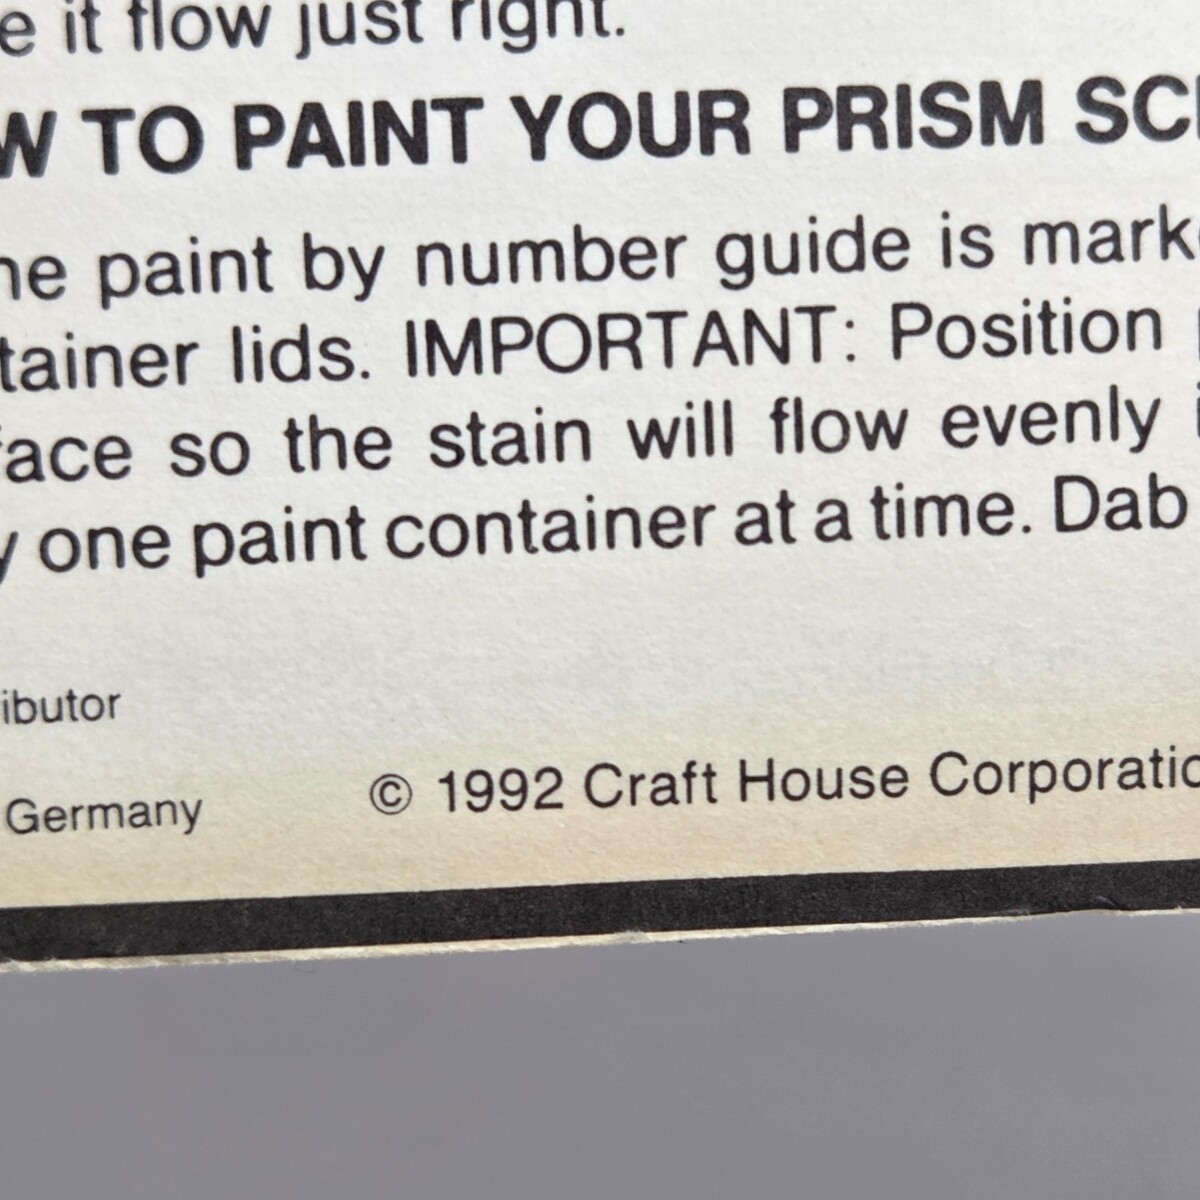 e it flow just right.
W TO PAINT YOUR PRISM SC
he paint by number guide is mark
tainer lids. IMPORTANT: Position
face so the stain will flow evenly
y one paint container at a time. Dab
ibutor
Germany
© 1992 Craft House Corporatio